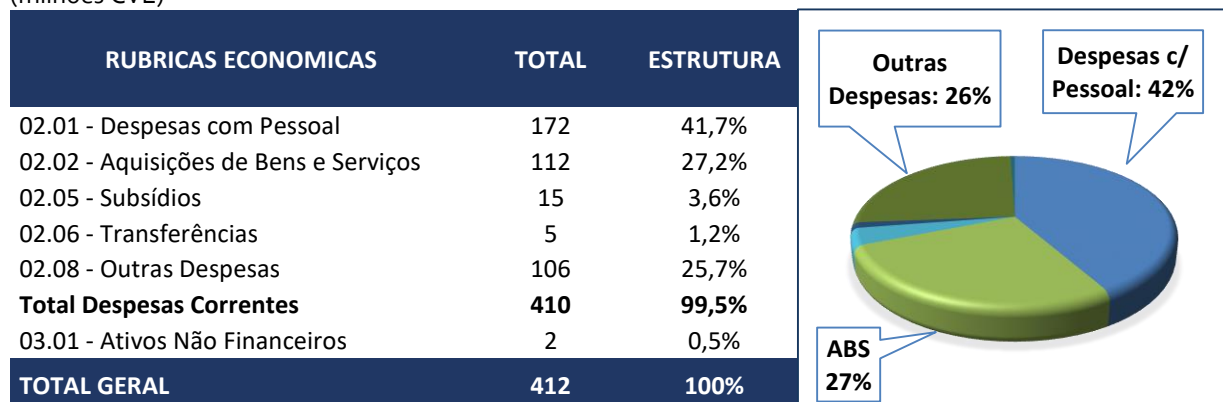 (milhões CVE)
RUBRICAS ECONOMICAS TOTAL ESTRUTURA
02.01 - Despesas com Pessoal 172 41,7%
02.02 - Aquisições de Bens e Serviços 112 27,2%
02.05 - Subsídios 15 3,6%
02.06 - Transferências 5 1,2%
02.08 - Outras Despesas 106 25,7%
Total Despesas Correntes 410 99,5%
03.01 - Ativos Não Financeiros 2 0,5%
TOTAL GERAL 412 100%
Outras
Despesas: 26%
Despesas c/
Pessoal: 42%
ABS
27%